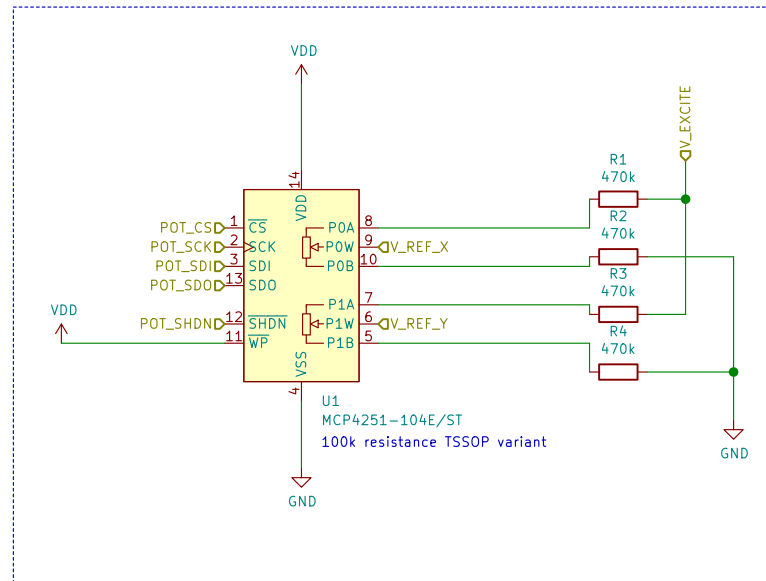 VDD
V_EXCITE
R1
470k
R2
470k
R3
470k
R4
470k
14
VDD
POT_CS 1 CS
POT_SCK 2 SCK
POT_SDI 3 SDI
POT_SDO 13 SDO
POT_SHDN 12 SHDN
11 WP
VDD
P0A 8
P0W 9 V_REF_X
P0B 10
P1A 7
P1W 6 V_REF_Y
P1B 5
VSS
4
U1
MCP4251-104E/ST
100k resistance TSSOP variant
GND
GND